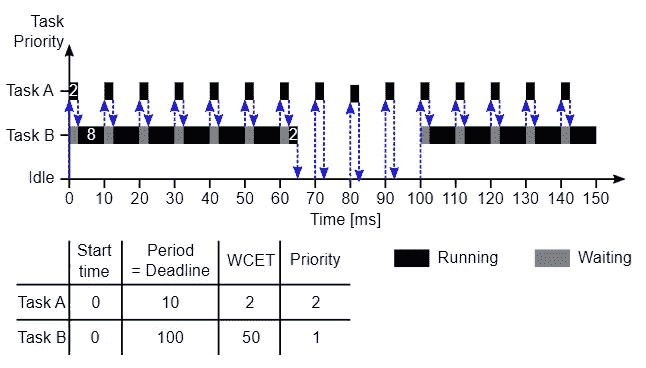 Task
Priority
Task A
2
Task B
8
2
Idle
0 10 20 30 40 50 60 70 80 90 100 110 120 130 140 150
Time [ms]
Start time
Period = Deadline
WCET
Priority
Task A 0 10 2 2
Task B 0 100 50 1
Running
Waiting